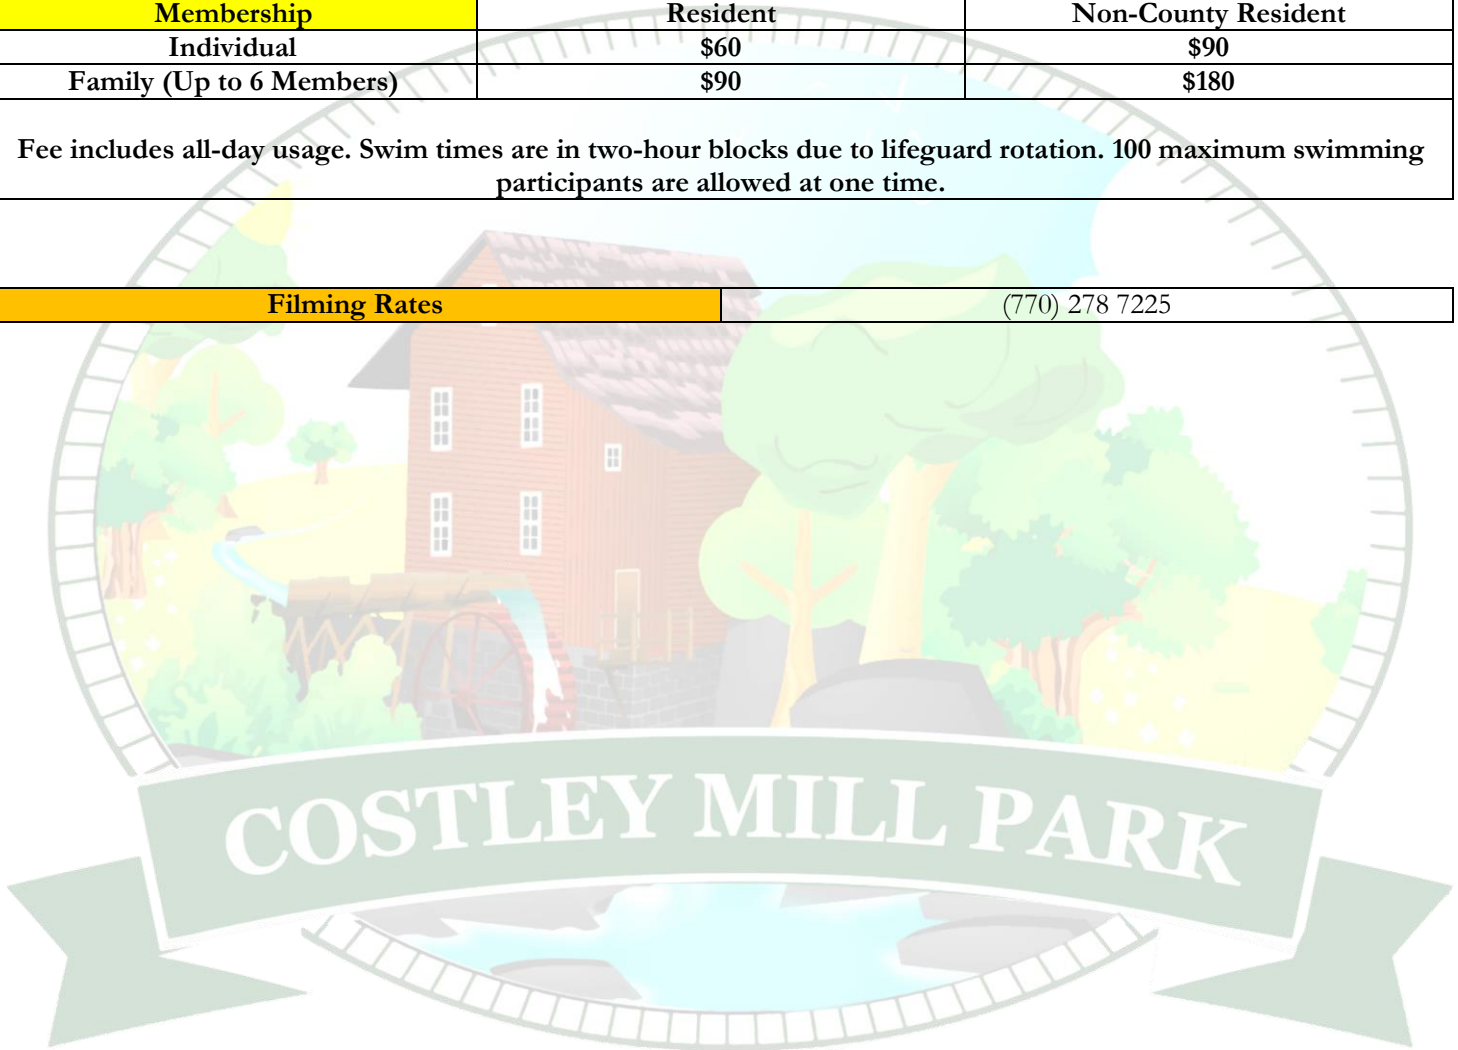 Membership Resident Non-County Resident
Individual $60 $90
Family (Up to 6 Members) $90 $180
Fee includes all-day usage. Swim times are in two-hour blocks due to lifeguard rotation. 100 maximum swimming
participants are allowed at one time.
Filming Rates (770) 278 7225
COSTLEY MILL PARK